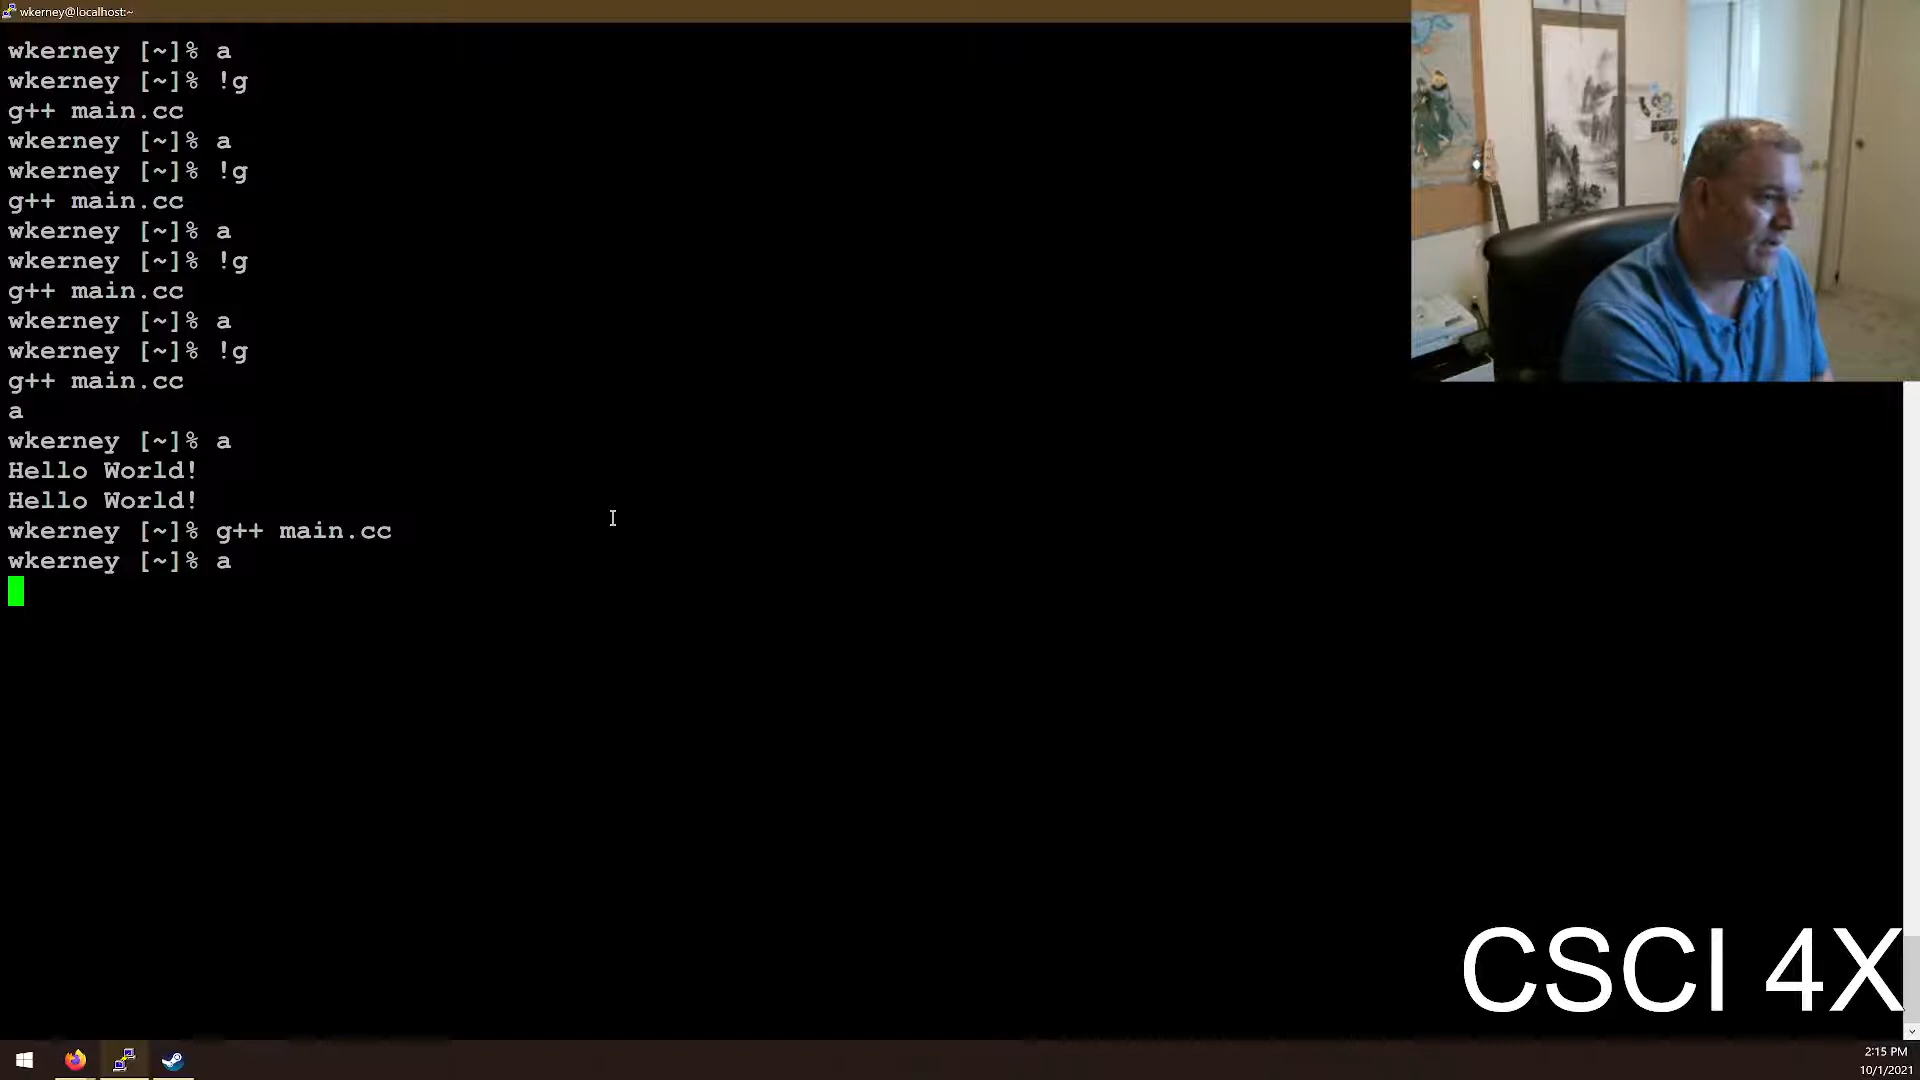 wkerney@localhost:~
wkerney [~]% a
wkerney [~]% !g
g++ main.cc
wkerney [~]% a
wkerney [~]% !g
g++ main.cc
wkerney [~]% a
wkerney [~]% !g
g++ main.cc
wkerney [~]% a
wkerney [~]% !g
g++ main.cc
a
wkerney [~]% a
Hello World!
Hello World!
wkerney [~]% g++ main.cc
wkerney [~]% a
CSCI 4X
2:15 PM
10/1/2021